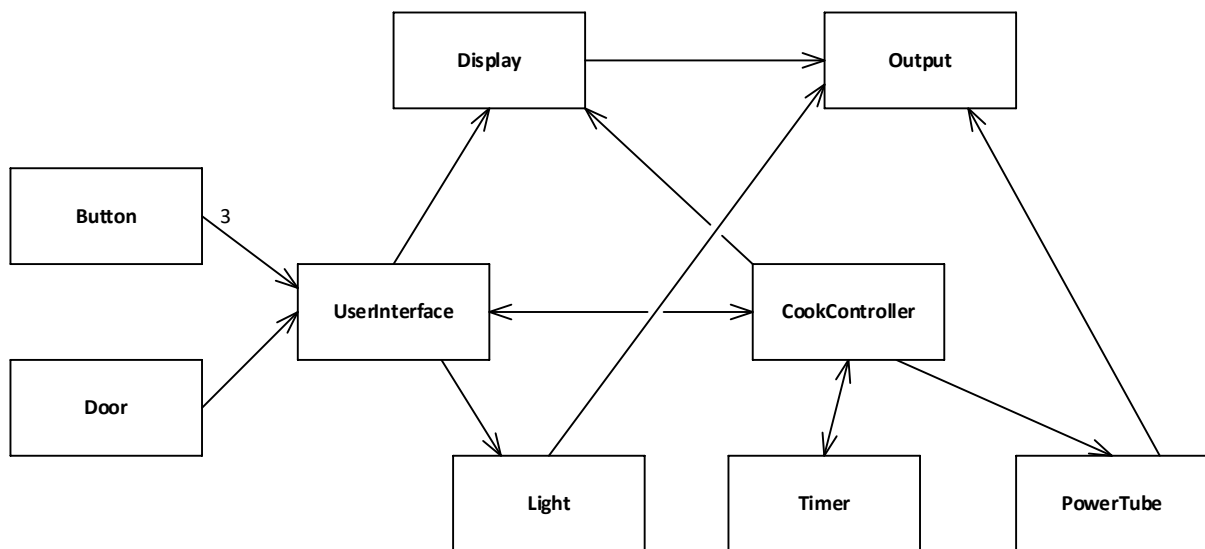 Display
Output
Button
3
UserInterface
CookController
Door
Light
Timer
PowerTube